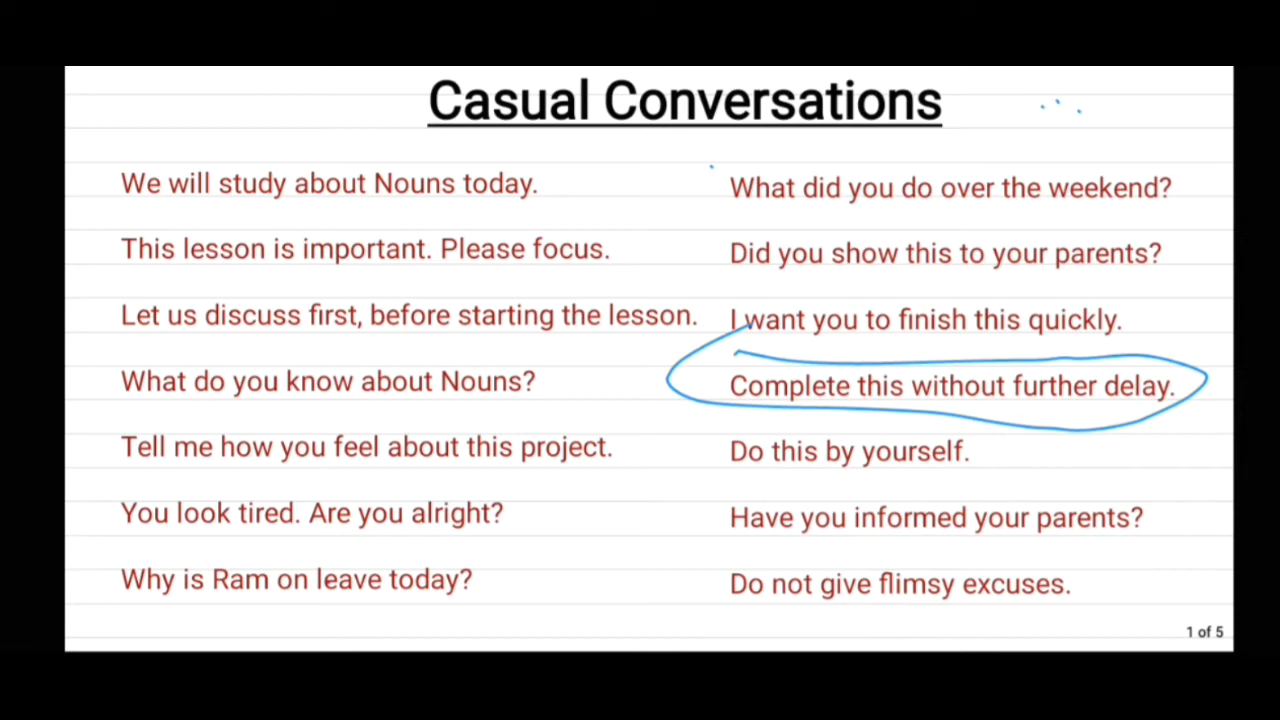 Casual Conversations
We will study about Nouns today.
This lesson is important. Please focus.
Let us discuss first, before starting the lesson.
What do you know about Nouns?
Tell me how you feel about this project.
You look tired. Are you alright?
Why is Ram on leave today?
What did you do over the weekend?
Did you show this to your parents?
I want you to finish this quickly.
Complete this without further delay.
Do this by yourself.
Have you informed your parents?
Do not give flimsy excuses.
1 of 5